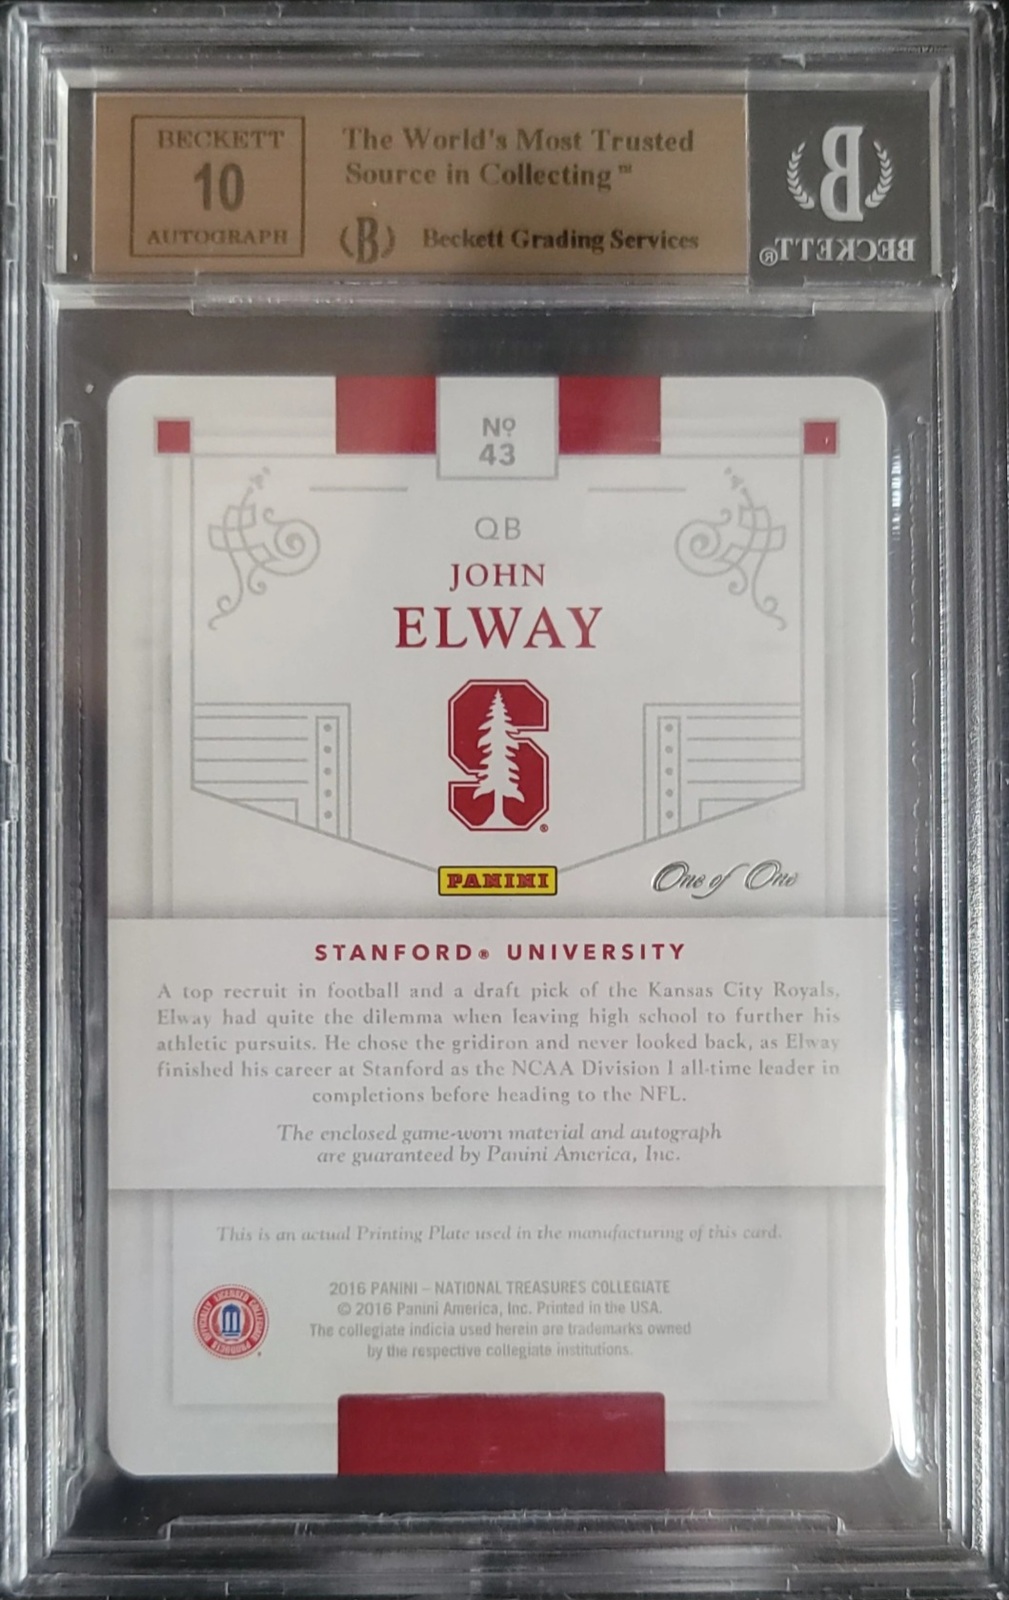 BECKETT
10
AUTOGRAPH
The World's Most Trusted
Source in Collecting™
B
Beckett Grading Services
B
BECKETT®
Nº
43
QB
JOHN
ELWAY
S
®
PANINI
One of One
STANFORD® UNIVERSITY
A top recruit in football and a draft pick of the Kansas City Royals,
Elway had quite the dilemma when leaving high school to further his
athletic pursuits. He chose the gridiron and never looked back, as Elway
finished his career at Stanford as the NCAA Division I all-time leader in
completions before heading to the NFL.
The enclosed game-worn material and autograph
are guaranteed by Panini America, Inc.
This is an actual Printing Plate used in the manufacturing of this card.
OFFICIALLY LICENSED COLLEGIATE PRODUCTS
2016 PANINI – NATIONAL TREASURES COLLEGIATE
© 2016 Panini America, Inc. Printed in the USA.
The collegiate indicia used herein are trademarks owned
by the respective collegiate institutions.